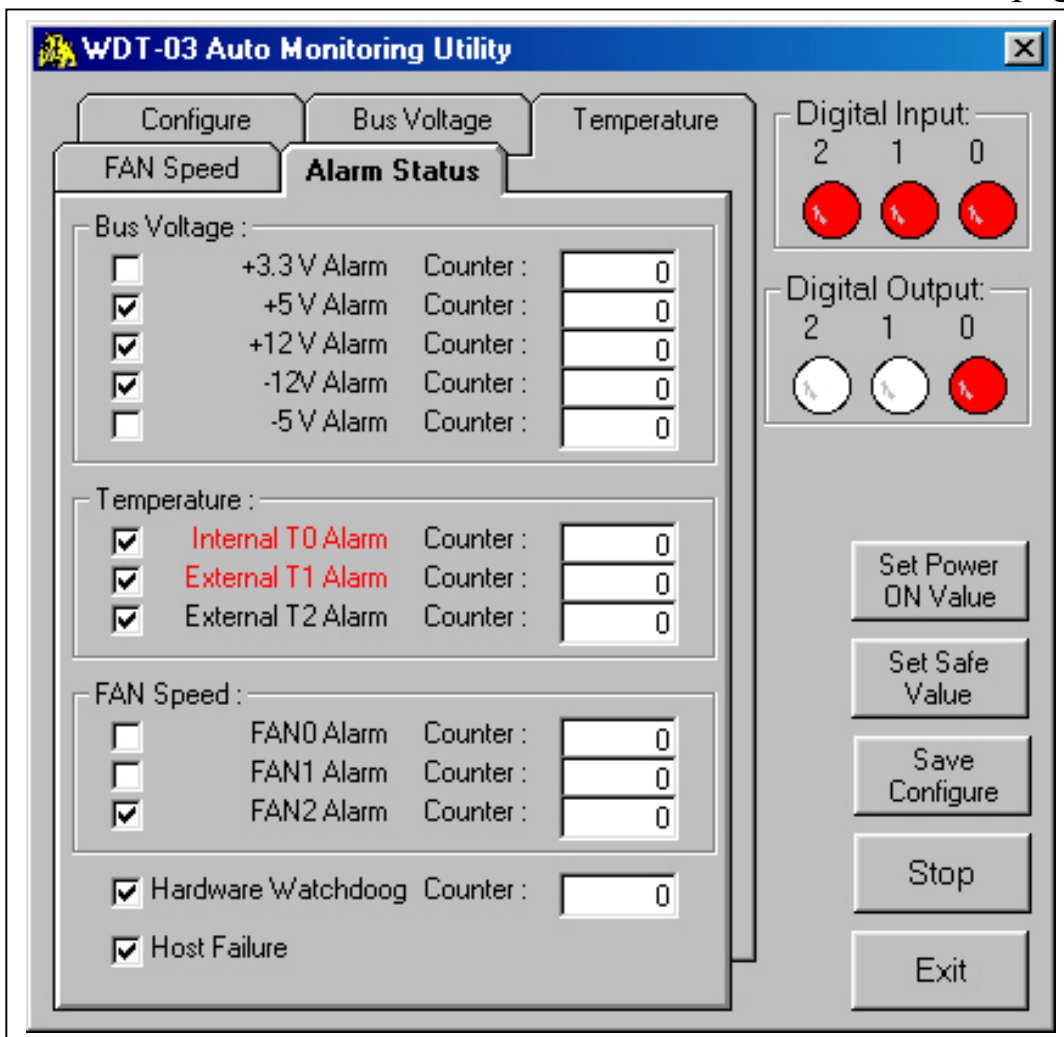 WDT-03 Auto Monitoring Utility
Configure Bus Voltage Temperature
FAN Speed Alarm Status
Bus Voltage :
+3.3 V Alarm Counter : 0
+5 V Alarm Counter : 0
+12 V Alarm Counter : 0
-12V Alarm Counter : 0
-5 V Alarm Counter : 0
Temperature :
Internal T0 Alarm Counter : 0
External T1 Alarm Counter : 0
External T2 Alarm Counter : 0
FAN Speed :
FAN0 Alarm Counter : 0
FAN1 Alarm Counter : 0
FAN2 Alarm Counter : 0
Hardware Watchdoog Counter : 0
Host Failure
Digital Input:
2 1 0
Digital Output:
2 1 0
Set Power
ON Value
Set Safe
Value
Save
Configure
Stop
Exit